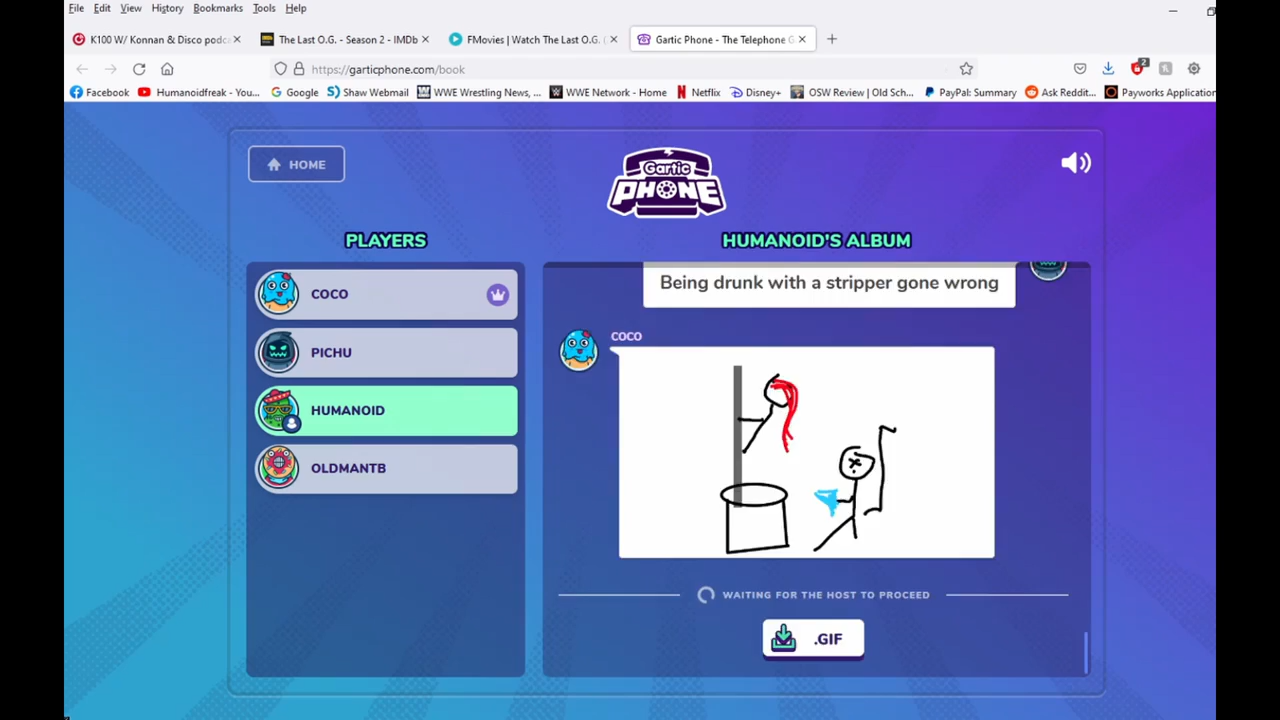 File Edit View History Bookmarks Tools Help
K100 W/ Konnan & Disco podc
The Last O.G. - Season 2 - IMDb
FMovies | Watch The Last O.G. (
Gartic Phone - The Telephone G
https://garticphone.com/book
2
Facebook
Humanoidfreak - You...
Google
Shaw Webmail
WWE Wrestling News, ...
WWE Network - Home
Netflix
Disney+
OSW Review | Old Sch...
PayPal: Summary
Ask Reddit...
Payworks Application
HOME
Gartic
PHONE
PLAYERS
HUMANOID'S ALBUM
COCO
PICHU
HUMANOID
OLDMANTB
Being drunk with a stripper gone wrong
COCO
WAITING FOR THE HOST TO PROCEED
.GIF